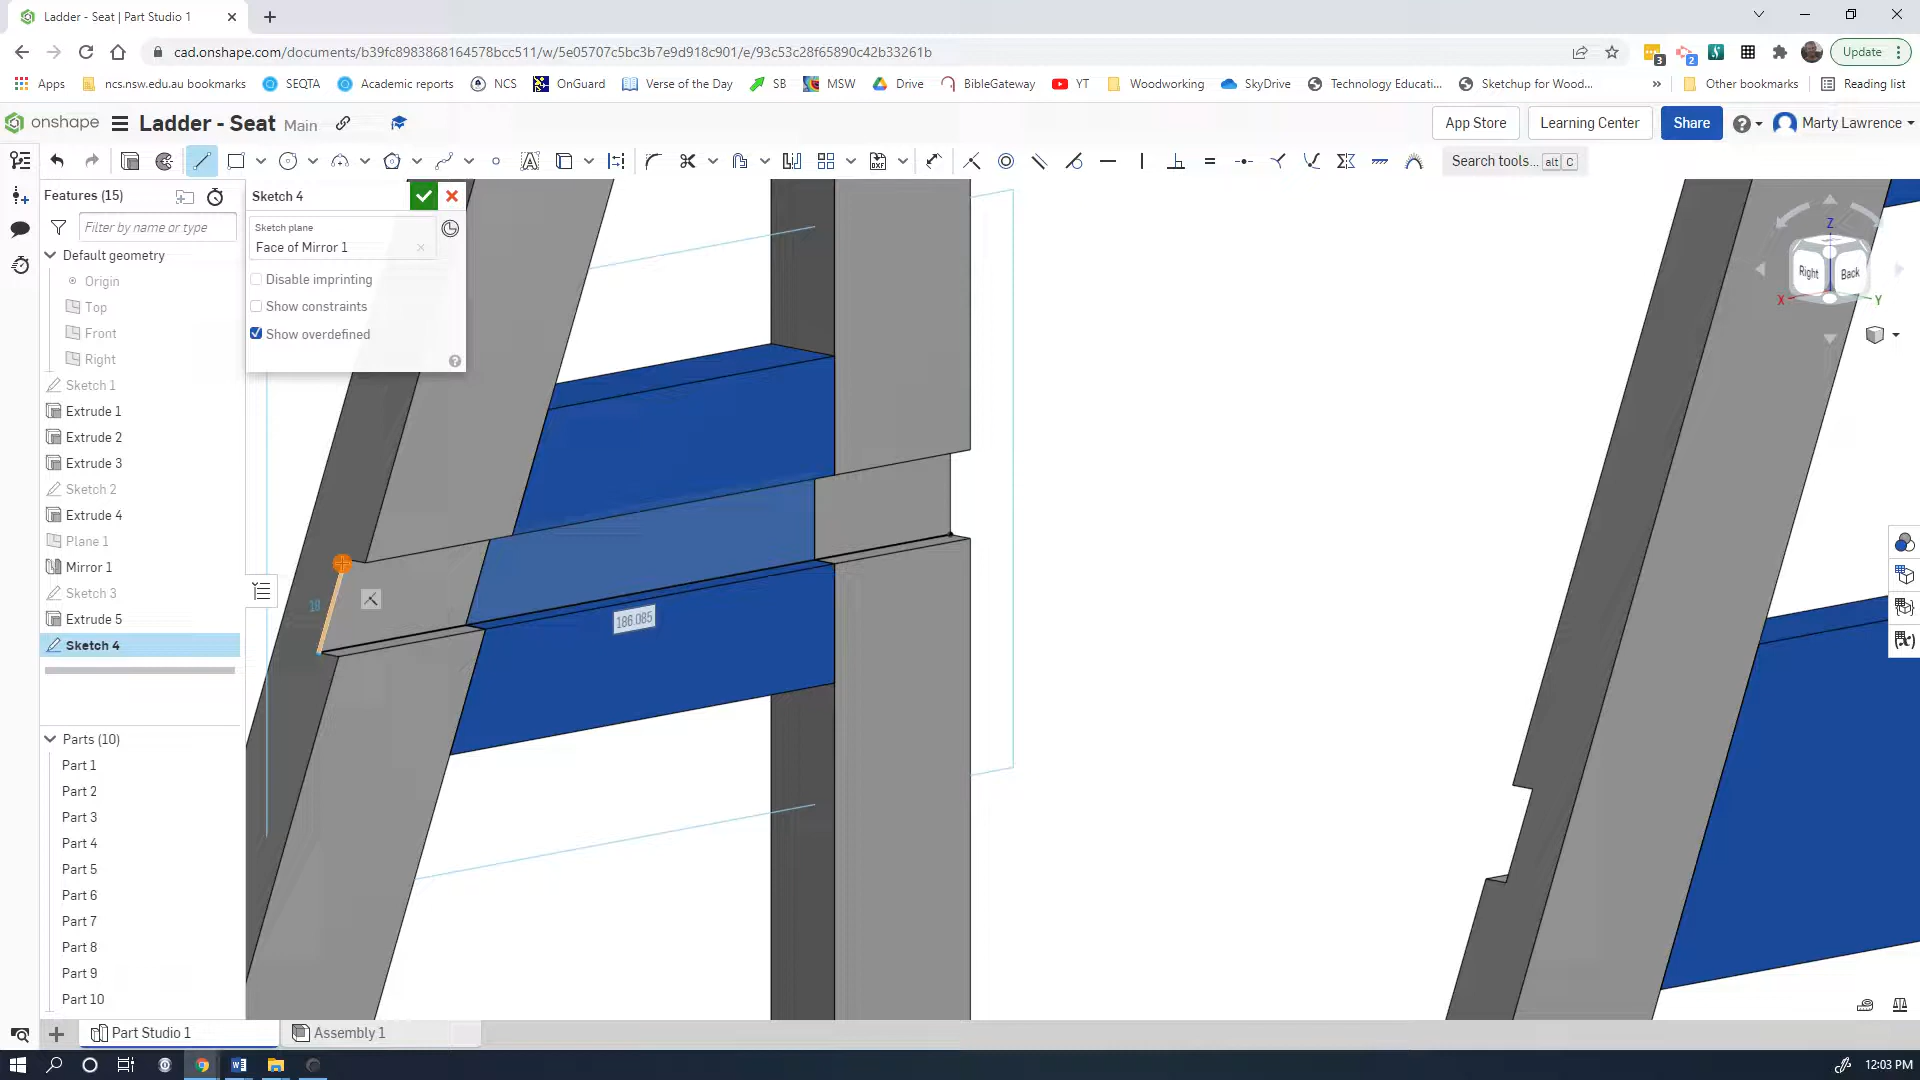 Ladder - Seat | Part Studio 1
cad.onshape.com/documents/b39fc8983868164578bcc511/w/5e05707c5bc3b7e9d918c901/e/93c53c28f65890c42b33261b
3
2
Update
Apps
ncs.nsw.edu.au bookmarks
SEQTA
Academic reports
NCS
OnGuard
Verse of the Day
SB
MSW
Drive
BibleGateway
YT
Woodworking
SkyDrive
Technology Educati...
Sketchup for Wood...
»
Other bookmarks
Reading list
onshape
Ladder - Seat Main
App Store
Learning Center
Share
Marty Lawrence
Search tools... alt C
Features (15)
Filter by name or type
Default geometry
Origin
Top
Front
Right
Sketch 1
Extrude 1
Extrude 2
Extrude 3
Sketch 2
Extrude 4
Plane 1
Mirror 1
Sketch 3
Extrude 5
Sketch 4
Parts (10)
Part 1
Part 2
Part 3
Part 4
Part 5
Part 6
Part 7
Part 8
Part 9
Part 10
Sketch 4
Sketch plane
Face of Mirror 1
Disable imprinting
Show constraints
Show overdefined
186.085
Z
Right
Back
X
Y
Part Studio 1
Assembly 1
12:03 PM